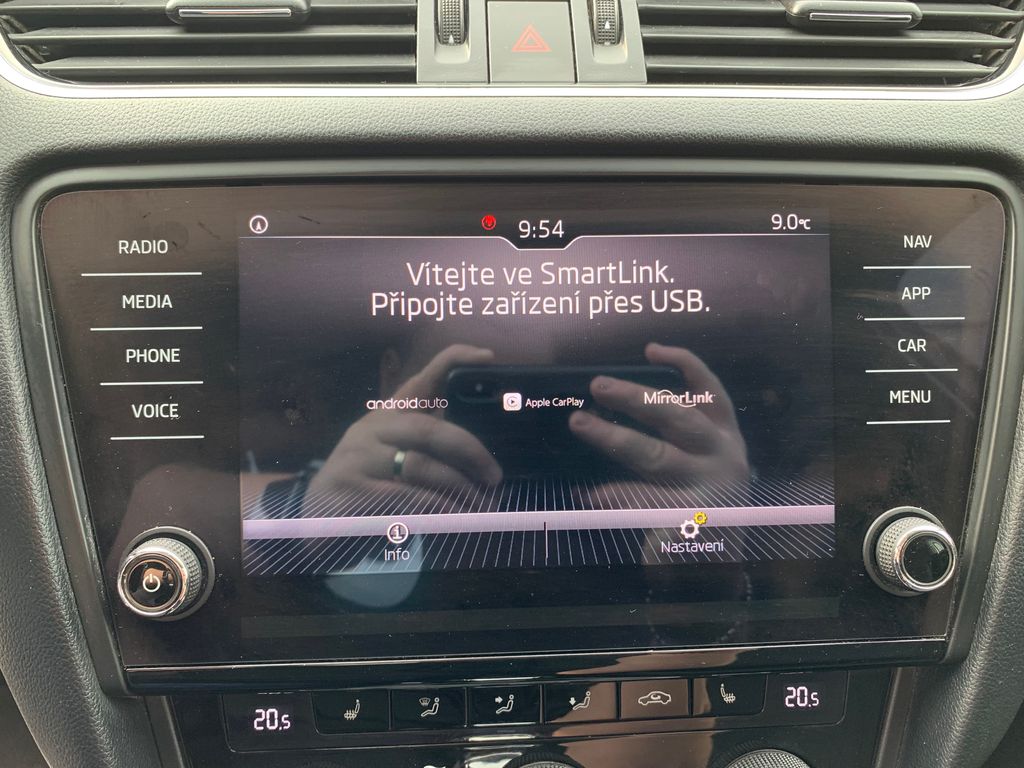 9:54
9.0°C
RADIO
MEDIA
PHONE
VOICE
Vítejte ve SmartLink.
Připojte zařízení přes USB.
androidauto
Apple CarPlay
MirrorLink
Info
Nastavení
NAV
APP
CAR
MENU
20.5
20.5